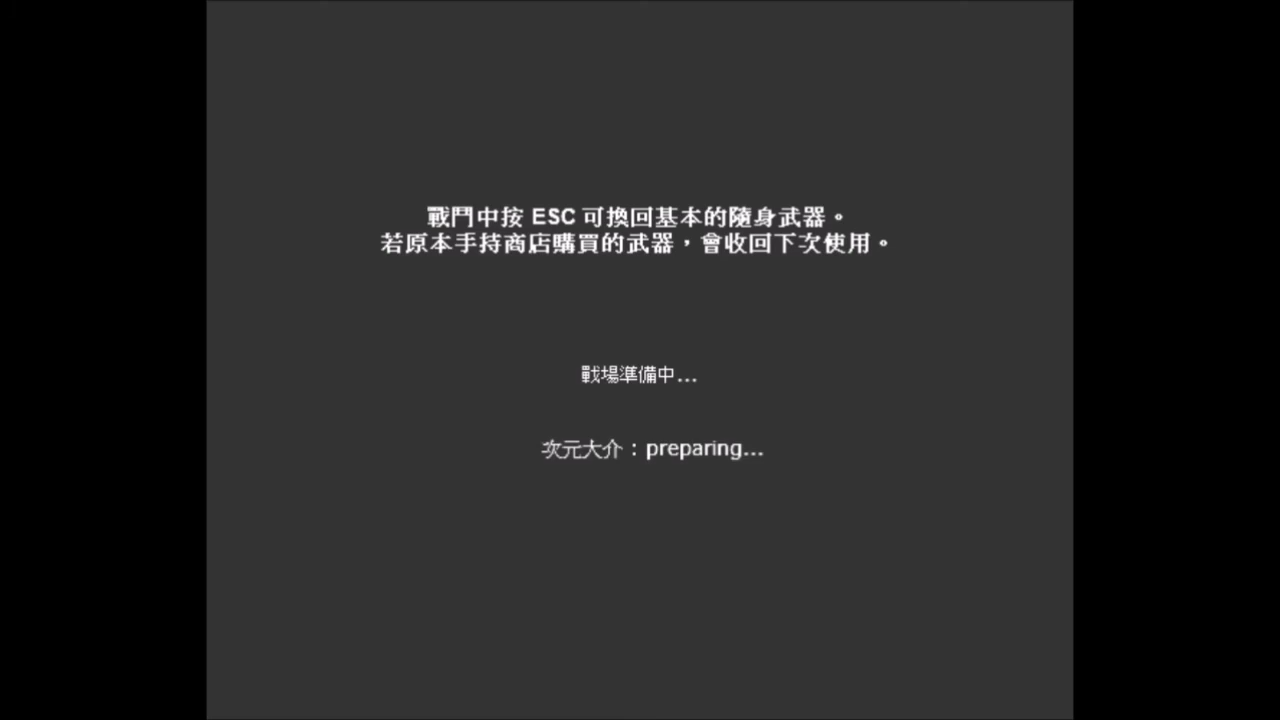 戰鬥中按 ESC 可換回基本的隨身武器。
若原本手持商店購買的武器，會收回下次使用。
戰場準備中...
次元大介：preparing...